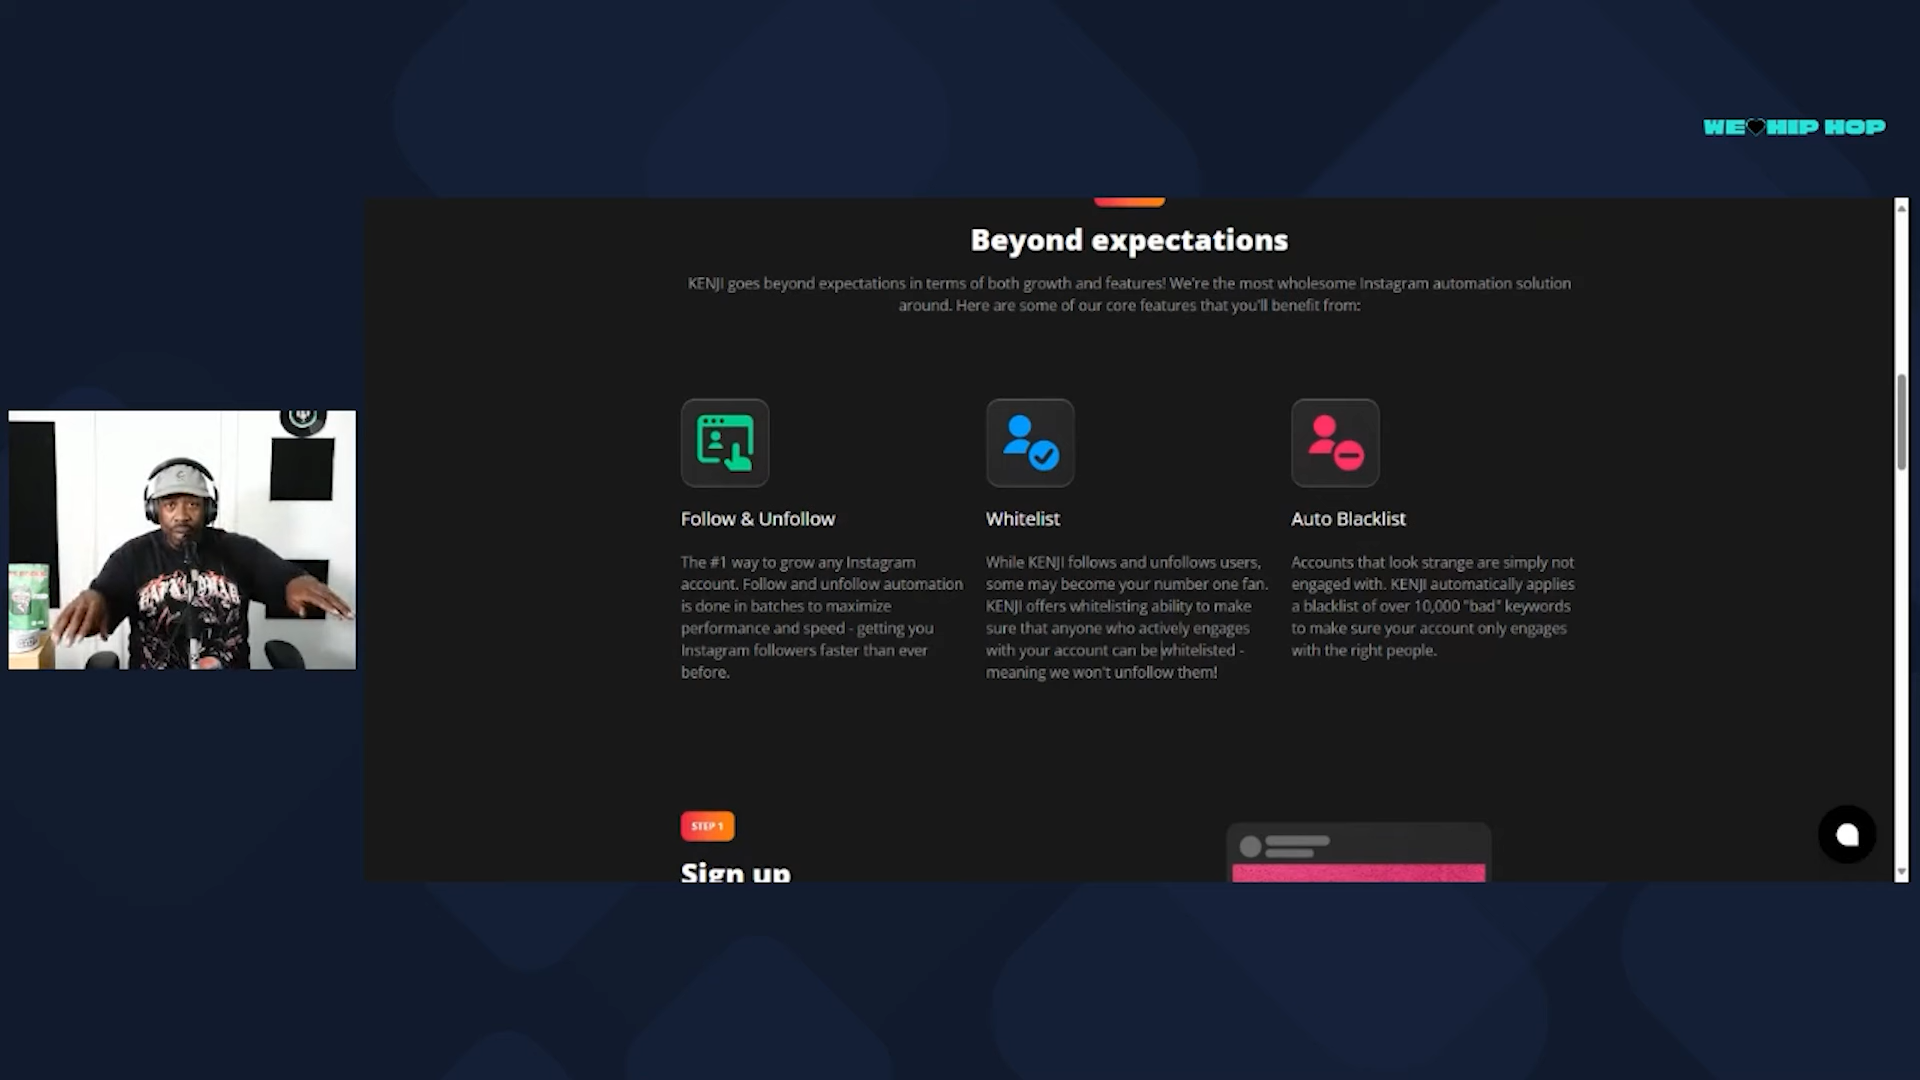 WE HIP HOP
Beyond expectations
KENJI goes beyond expectations in terms of both growth and features! We're the most wholesome Instagram automation solution
around. Here are some of our core features that you'll benefit from:
Follow & Unfollow
The #1 way to grow any Instagram
account. Follow and unfollow automation
is done in batches to maximize
performance and speed - getting you
Instagram followers faster than ever
before.
Whitelist
While KENJI follows and unfollows users,
some may become your number one fan.
KENJI offers whitelisting ability to make
sure that anyone who actively engages
with your account can be whitelisted -
meaning we won't unfollow them!
Auto Blacklist
Accounts that look strange are simply not
engaged with. KENJI automatically applies
a blacklist of over 10,000 "bad" keywords
to make sure your account only engages
with the right people.
STEP 1
Sign up